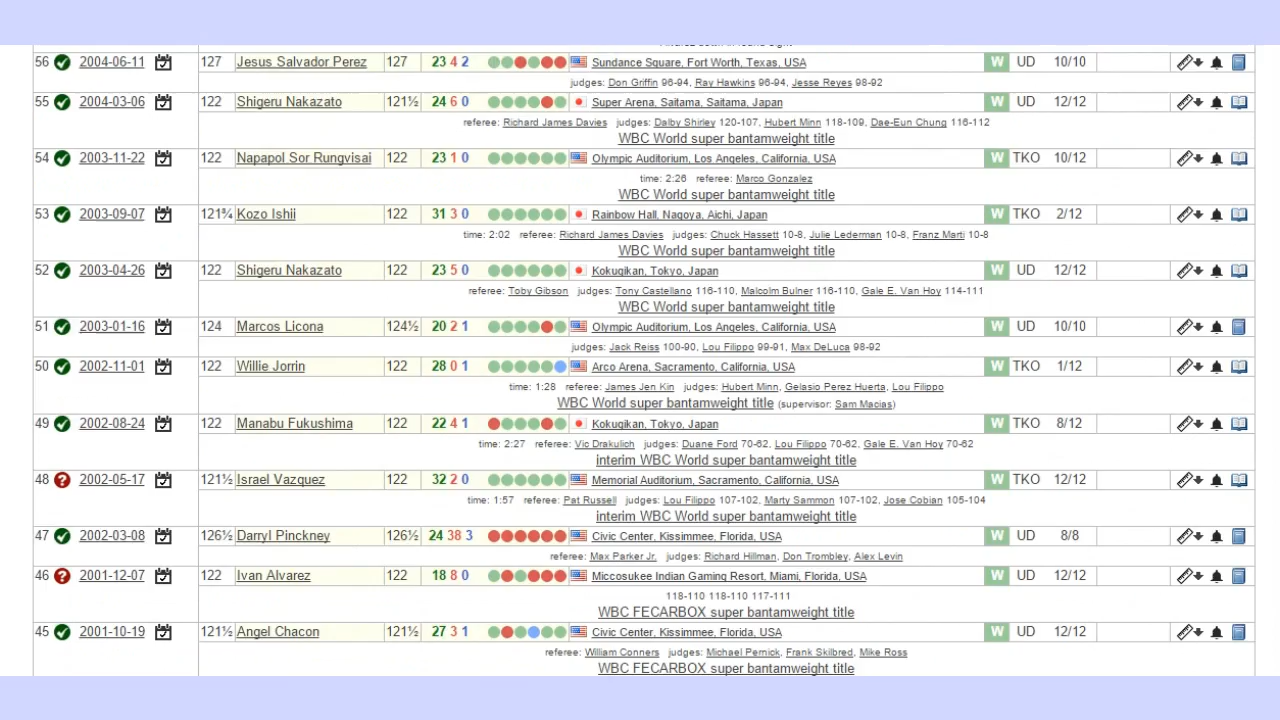 56 2004-06-11 127 Jesus Salvador Perez 23 4 2 Sundance Square, Fort Worth, Texas, USA W UD 10/10
judges: Don Griffin 96-94, Ray Hawkins 96-94, Jesse Reyes 98-92
55 2004-03-06 122 Shigeru Nakazato 121½ 24 6 0 Super Arena, Saitama, Saitama, Japan W UD 12/12
referee: Richard James Davies judges: Dalby Shirley 120-107, Hubert Minn 118-109, Dae-Eun Chung 116-112
WBC World super bantamweight title
54 2003-11-22 122 Napapol Sor Rungvisai 122 23 1 0 Olympic Auditorium, Los Angeles, California, USA W TKO 10/12
time: 2:26 referee: Marco Gonzalez
WBC World super bantamweight title
53 2003-09-07 121¾ Kozo Ishii 122 31 3 0 Rainbow Hall, Nagoya, Aichi, Japan W TKO 2/12
time: 2:02 referee: Richard James Davies judges: Chuck Hassett 10-8, Julie Lederman 10-8, Franz Marti 10-8
WBC World super bantamweight title
52 2003-04-26 122 Shigeru Nakazato 122 23 5 0 Kokugikan, Tokyo, Japan W UD 12/12
referee: Toby Gibson judges: Tony Castellano 116-110, Malcolm Bulner 116-110, Gale E. Van Hoy 114-111
WBC World super bantamweight title
51 2003-01-16 124 Marcos Licona 124½ 20 2 1 Olympic Auditorium, Los Angeles, California, USA W UD 10/10
judges: Jack Reiss 100-90, Lou Filippo 99-91, Max DeLuca 98-92
50 2002-11-01 122 Willie Jorrin 122 28 0 1 Arco Arena, Sacramento, California, USA W TKO 1/12
time: 1:28 referee: James Jen Kin judges: Hubert Minn, Gelasio Perez Huerta, Lou Filippo
WBC World super bantamweight title (supervisor: Sam Macias)
49 2002-08-24 122 Manabu Fukushima 122 22 4 1 Kokugikan, Tokyo, Japan W TKO 8/12
time: 2:27 referee: Vic Drakulich judges: Duane Ford 70-62, Lou Filippo 70-62, Gale E. Van Hoy 70-62
interim WBC World super bantamweight title
48 2002-05-17 121½ Israel Vazquez 122 32 2 0 Memorial Auditorium, Sacramento, California, USA W TKO 12/12
time: 1:57 referee: Pat Russell judges: Lou Filippo 107-102, Marty Sammon 107-102, Jose Cobian 105-104
interim WBC World super bantamweight title
47 2002-03-08 126½ Darryl Pinckney 126½ 24 38 3 Civic Center, Kissimmee, Florida, USA W UD 8/8
referee: Max Parker Jr. judges: Richard Hillman, Don Trombley, Alex Levin
46 2001-12-07 122 Ivan Alvarez 122 18 8 0 Miccosukee Indian Gaming Resort, Miami, Florida, USA W UD 12/12
118-110 118-110 117-111
WBC FECARBOX super bantamweight title
45 2001-10-19 121½ Angel Chacon 121½ 27 3 1 Civic Center, Kissimmee, Florida, USA W UD 12/12
referee: William Conners judges: Michael Pernick, Frank Skilbred, Mike Ross
WBC FECARBOX super bantamweight title